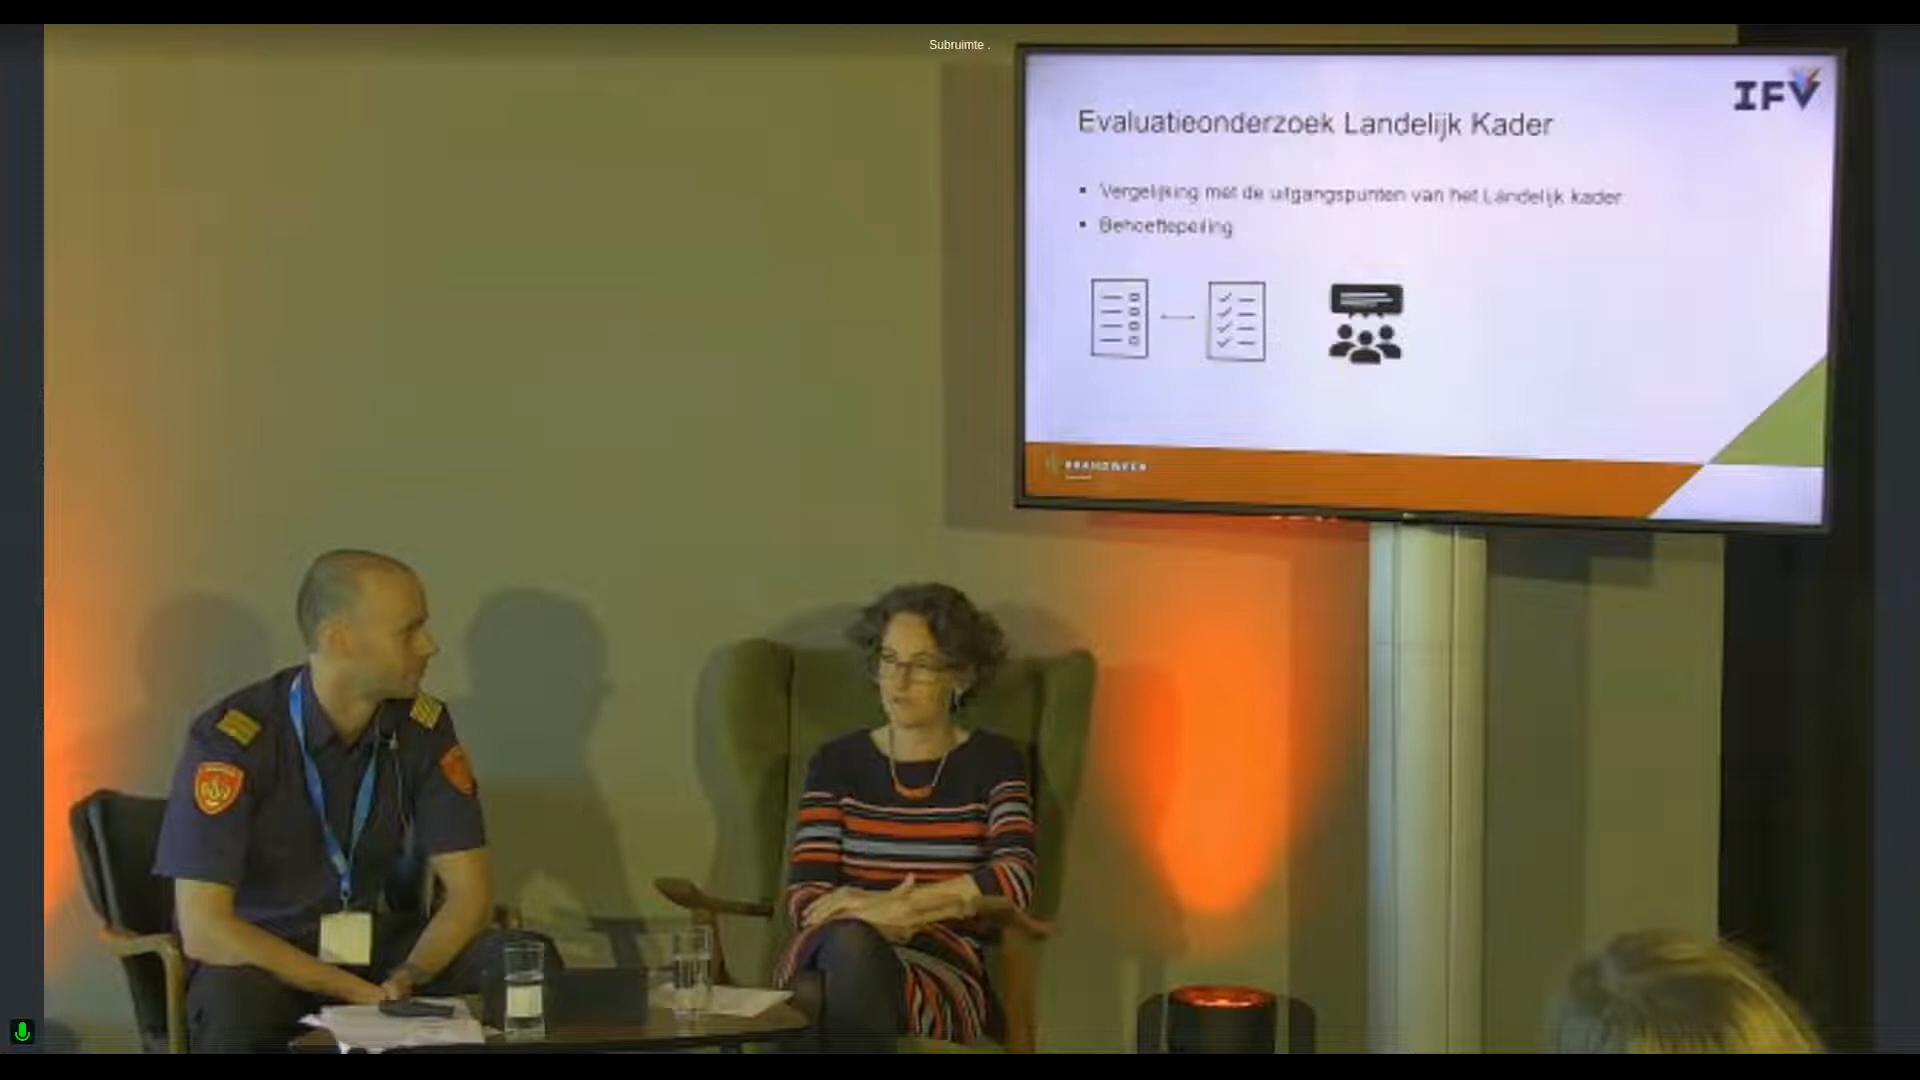 Subruimte .
IFV
Evaluatieonderzoek Landelijk Kader
Vergelijking met de uitgangspunten van het Landelijk kader
Behoeftepeiling
BRANDWEER